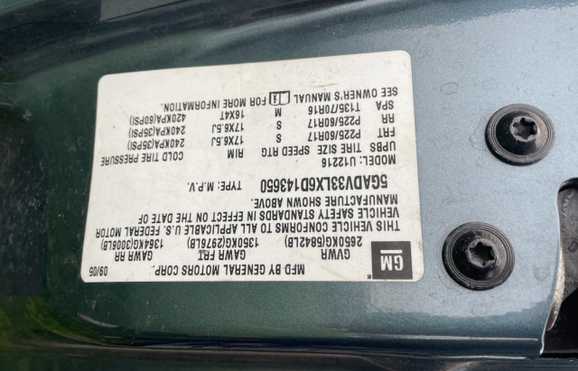 GM
MFD BY GENERAL MOTORS CORP. 09/05
GVWR GAWR FRT GAWR RR
2650KG(5842LB) 1350KG(2976LB) 1364KG(3006LB)
THIS VEHICLE CONFORMS TO ALL APPLICABLE U.S. FEDERAL MOTOR
VEHICLE SAFETY STANDARDS IN EFFECT ON THE DATE OF
MANUFACTURE SHOWN ABOVE.
5GADV33LX6D143650 TYPE: M.P.V.
MODEL: U12216
UPBS TIRE SIZE SPEED RTG RIM COLD TIRE PRESSURE
FRT P225/60R17 S 17X6.5J 240KPA(35PSI)
RR P225/60R17 S 17X6.5J 240KPA(35PSI)
SPA T135/70R16 M 16X4T 420KPA(60PSI)
SEE OWNER'S MANUAL FOR MORE INFORMATION.